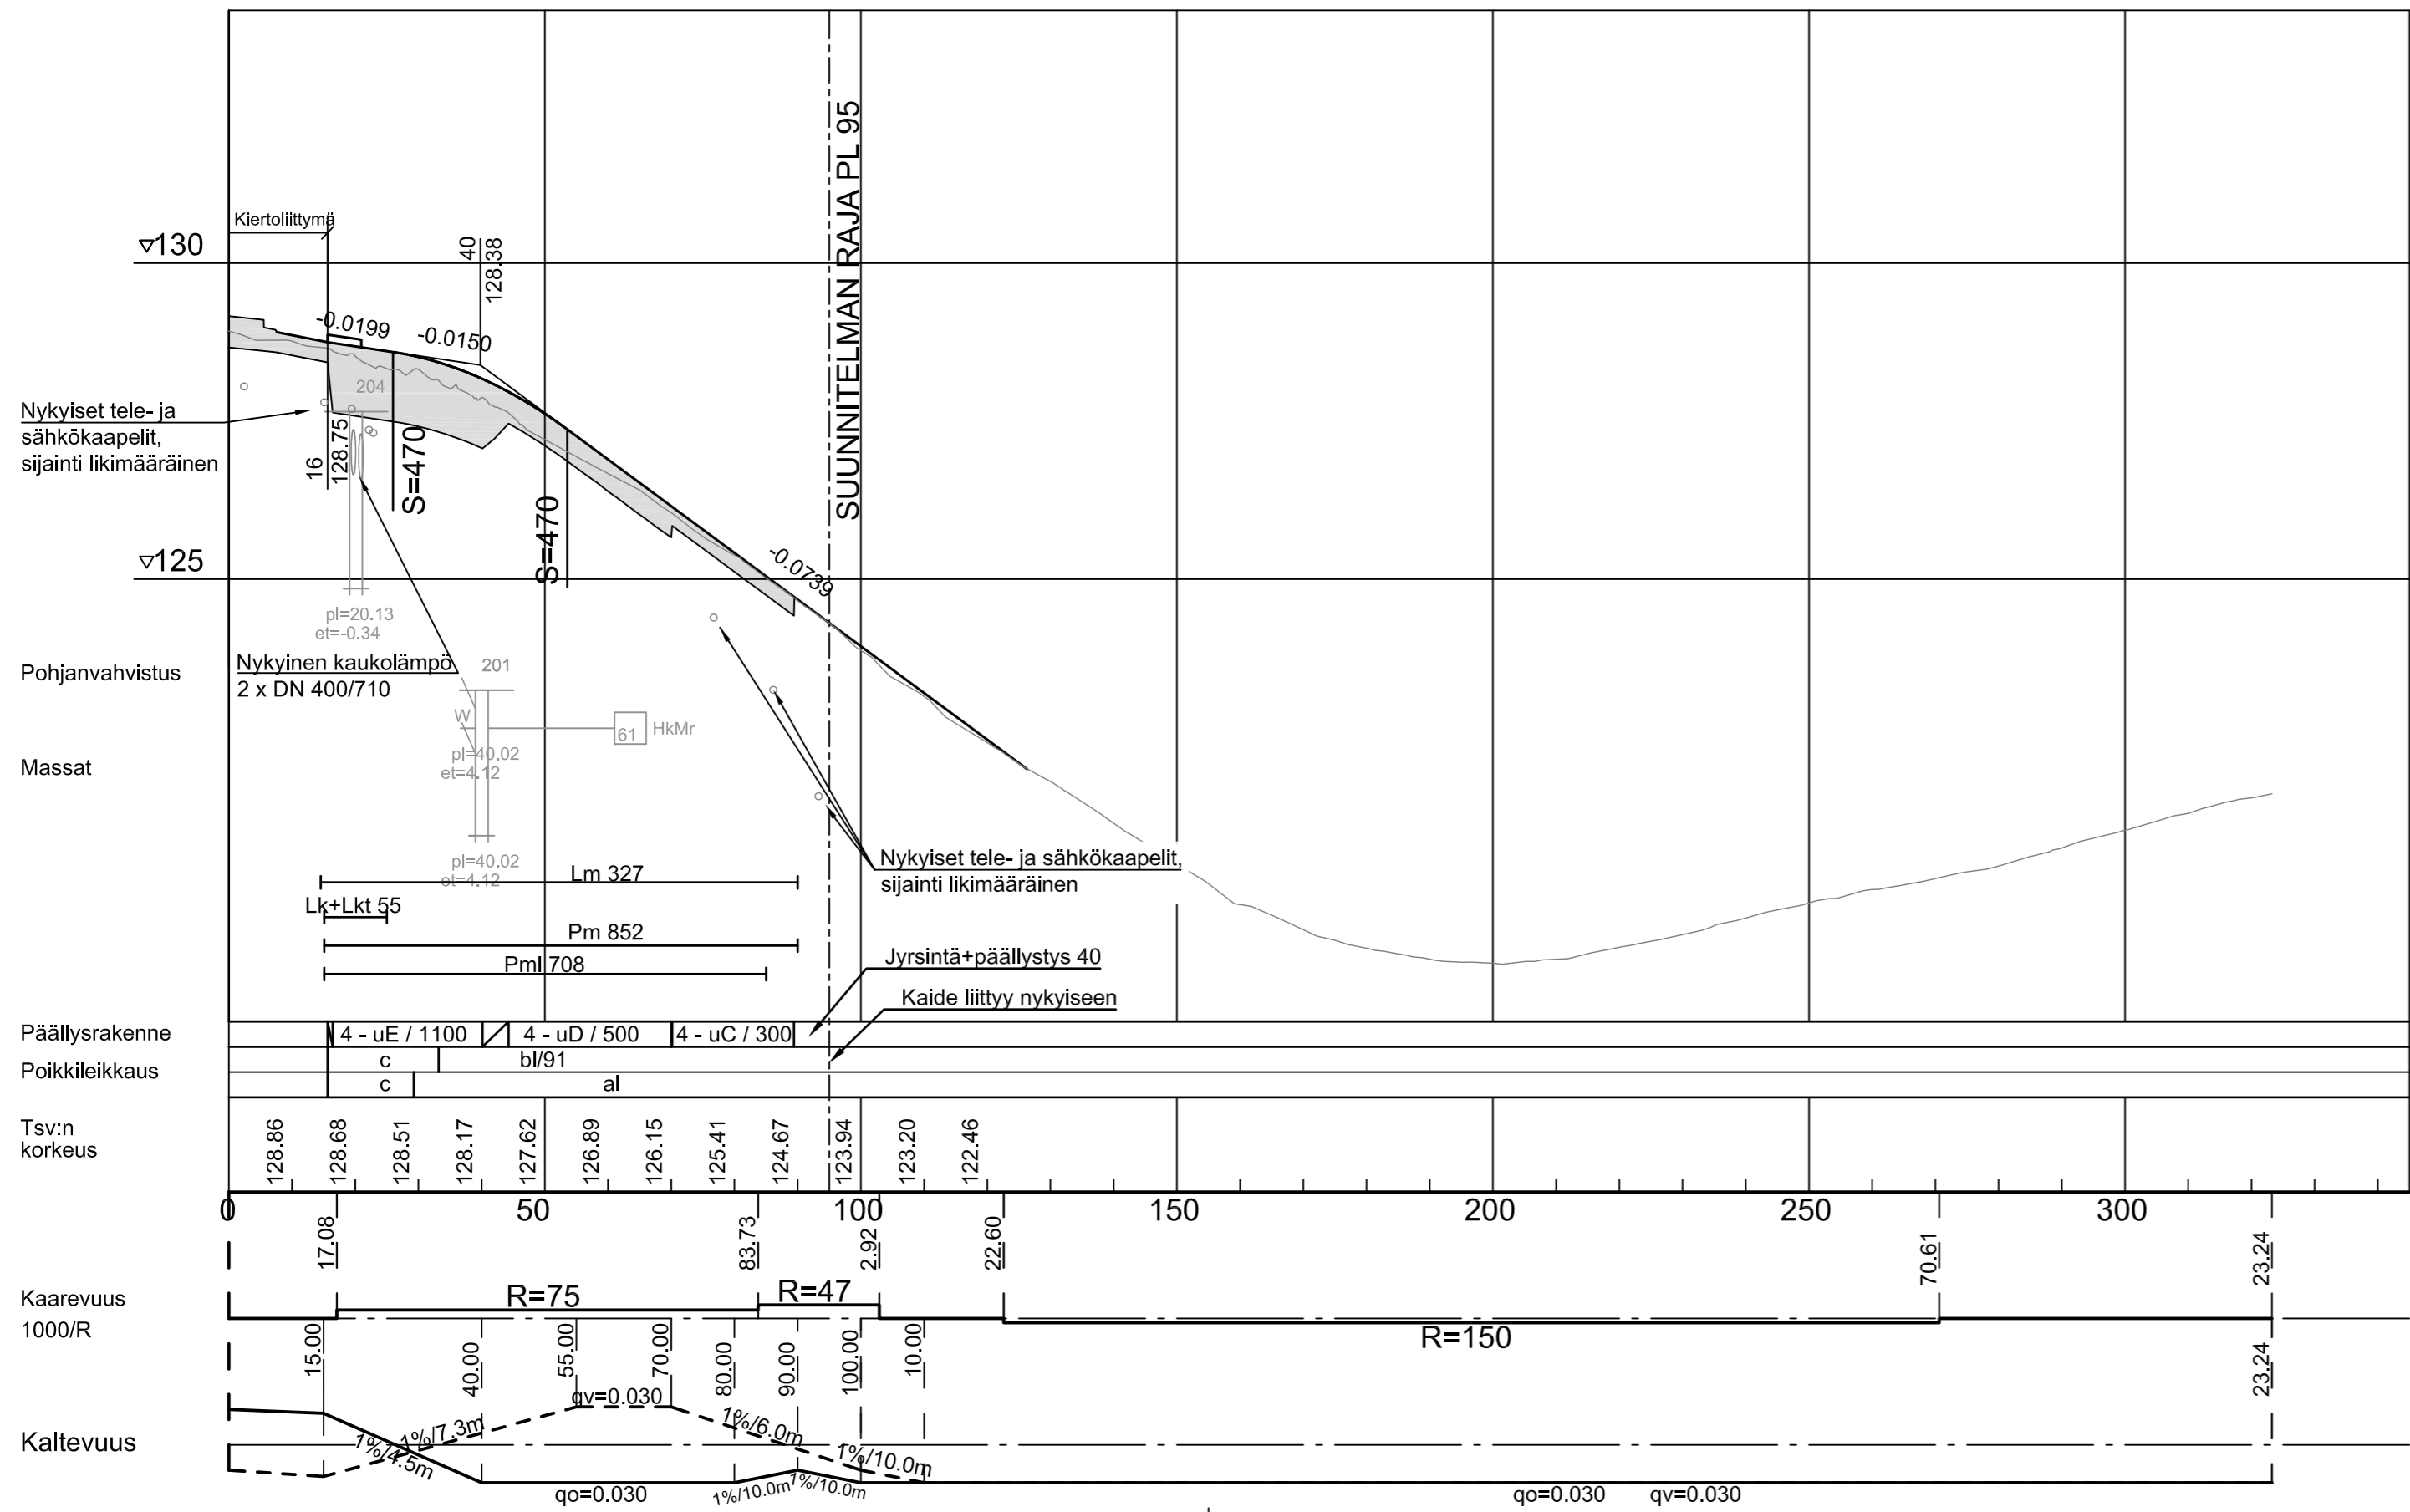 Kiertoliittymä
▽130
40
128.38
SUUNNITELMAN RAJA PL 95
-0.0199
-0.0150
204
Nykyiset tele- ja
sähkökaapelit,
sijainti likimääräinen
16
128.75
S=470
S=470
▽125
-0.0739
pl=20.13
et=-0.34
Pohjanvahvistus
Nykyinen kaukolämpö
2 x DN 400/710
201
W
61
HkMr
pl=40.02
et=4.12
Massat
pl=40.02
et=4.12
Nykyiset tele- ja sähkökaapelit,
sijainti likimääräinen
Lm 327
Lk+Lkt 55
Pm 852
Pml 708
Jyrsintä+päällystys 40
Kaide liittyy nykyiseen
Päällysrakenne
4 - uE / 1100
4 - uD / 500
4 - uC / 300
Poikkileikkaus
c
bl/91
c
al
Tsv:n
korkeus
128.86
128.68
128.51
128.17
127.62
126.89
126.15
125.41
124.67
123.94
123.20
122.46
0
50
100
150
200
250
300
17.08
83.73
2.92
22.60
70.61
23.24
Kaarevuus
1000/R
R=75
R=47
R=150
15.00
40.00
55.00
70.00
80.00
90.00
100.00
10.00
23.24
Kaltevuus
1%/4.5m
1%/7.3m
qv=0.030
1%/6.0m
1%/10.0m
qo=0.030
1%/10.0m
1%/10.0m
qo=0.030
qv=0.030